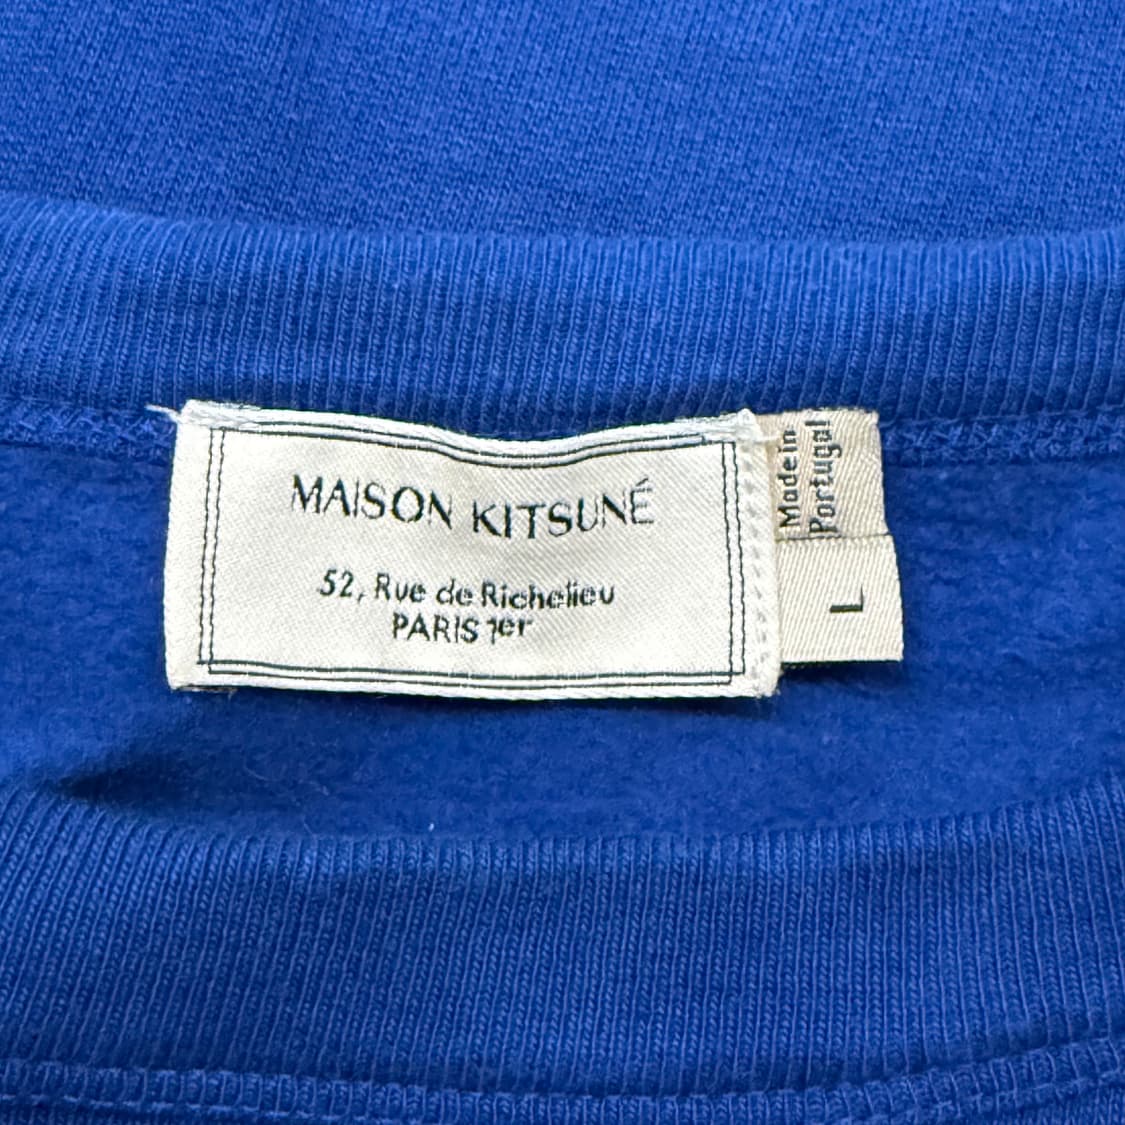 MAISON KITSUNÉ
52, Rue de Richelieu
PARIS 1er
Made in
Portugal
L